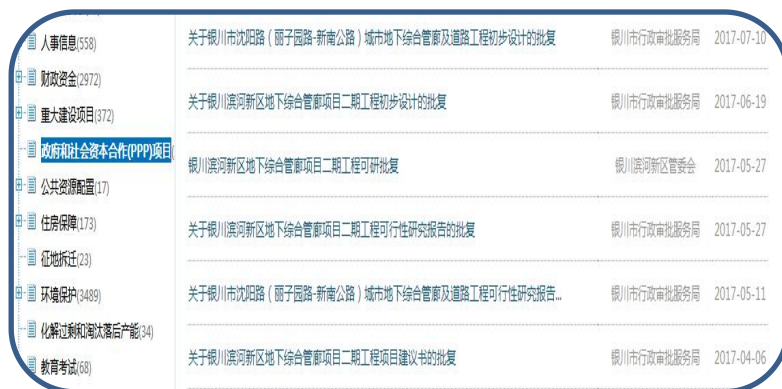 人事信息(558)
财政资金(2972)
重大建设项目(372)
政府和社会资本合作(PPP)项目
公共资源配置(17)
住房保障(173)
征地拆迁(23)
环境保护(3489)
化解过剩和淘汰落后产能(34)
教育考试(68)
关于银川市沈阳路（丽子园路-新南公路）城市地下综合管廊及道路工程初步设计的批复 银川市行政审批服务局 2017-07-10
关于银川滨河新区地下综合管廊项目二期工程初步设计的批复 银川市行政审批服务局 2017-06-19
银川滨河新区地下综合管廊项目二期工程可研批复 银川滨河新区管委会 2017-05-27
关于银川滨河新区地下综合管廊项目二期工程可行性研究报告的批复 银川市行政审批服务局 2017-05-27
关于银川市沈阳路（丽子园路-新南公路）城市地下综合管廊及道路工程可行性研究报告... 银川市行政审批服务局 2017-05-11
关于银川滨河新区地下综合管廊项目二期工程项目建议书的批复 银川市行政审批服务局 2017-04-06